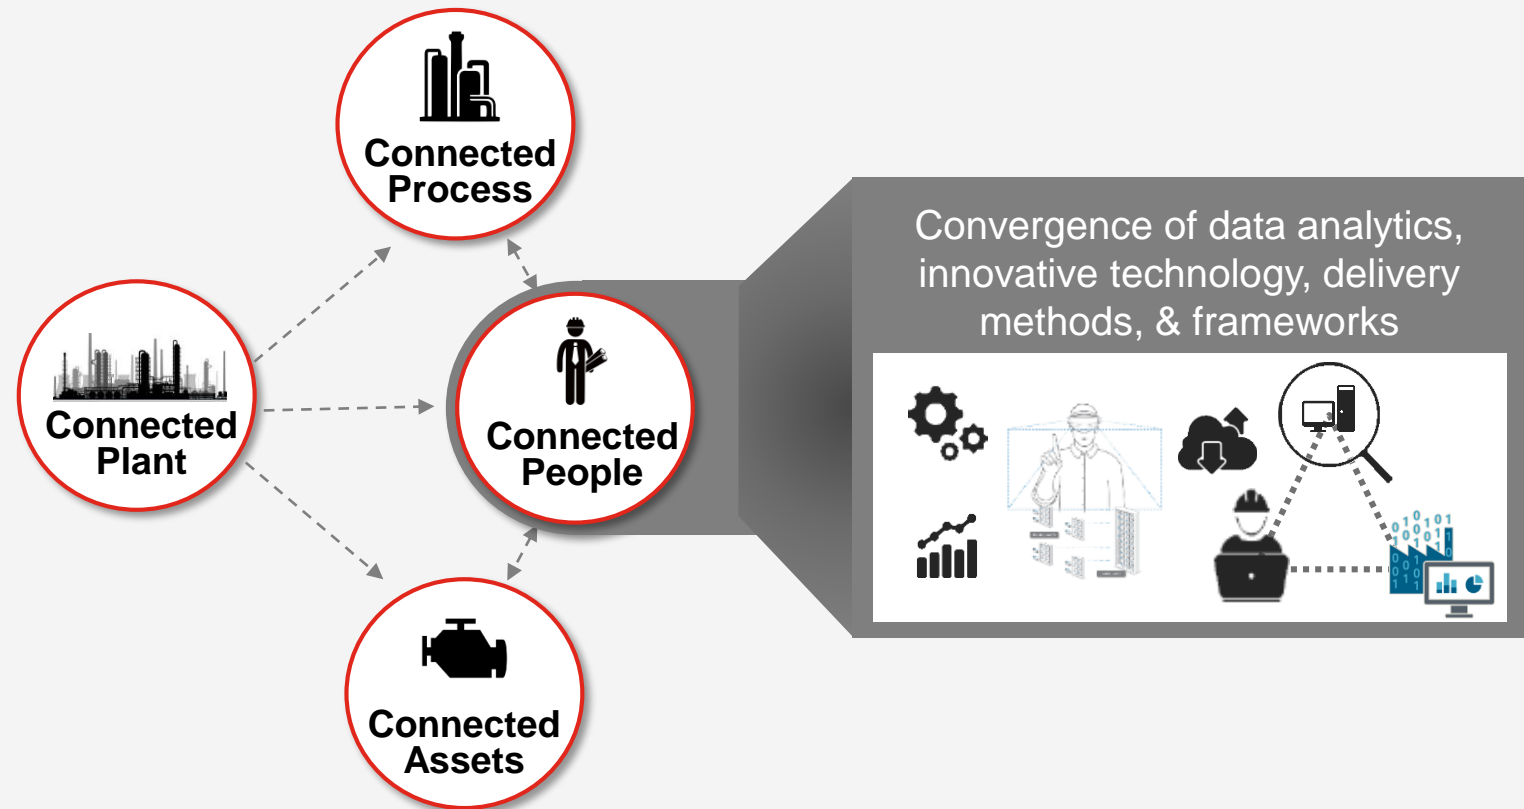 Connected
Process
Connected
Plant
Connected
People
Connected
Assets
Convergence of data analytics,
innovative technology, delivery
methods, & frameworks